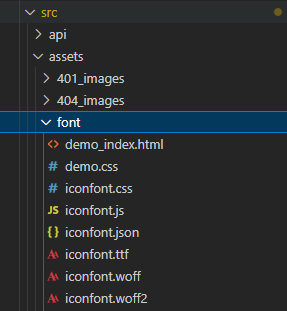 src
api
assets
401_images
404_images
font
<> demo_index.html
# demo.css
# iconfont.css
JS iconfont.js
{ } iconfont.json
iconfont.ttf
iconfont.woff
iconfont.woff2